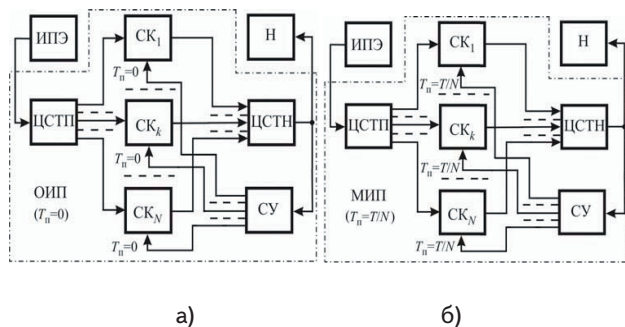 ИПЭ
СК1
Н
Tп=0
ЦСТП
СКk
ЦСТН
Tп=0
ОИП
(Tп=0)
СКN
СУ
Tп=0
ИПЭ
СК1
Н
Tп=T/N
ЦСТП
СКk
ЦСТН
Tп=T/N
МИП
(Tп=T/N)
СКN
СУ
Tп=T/N
а)
б)